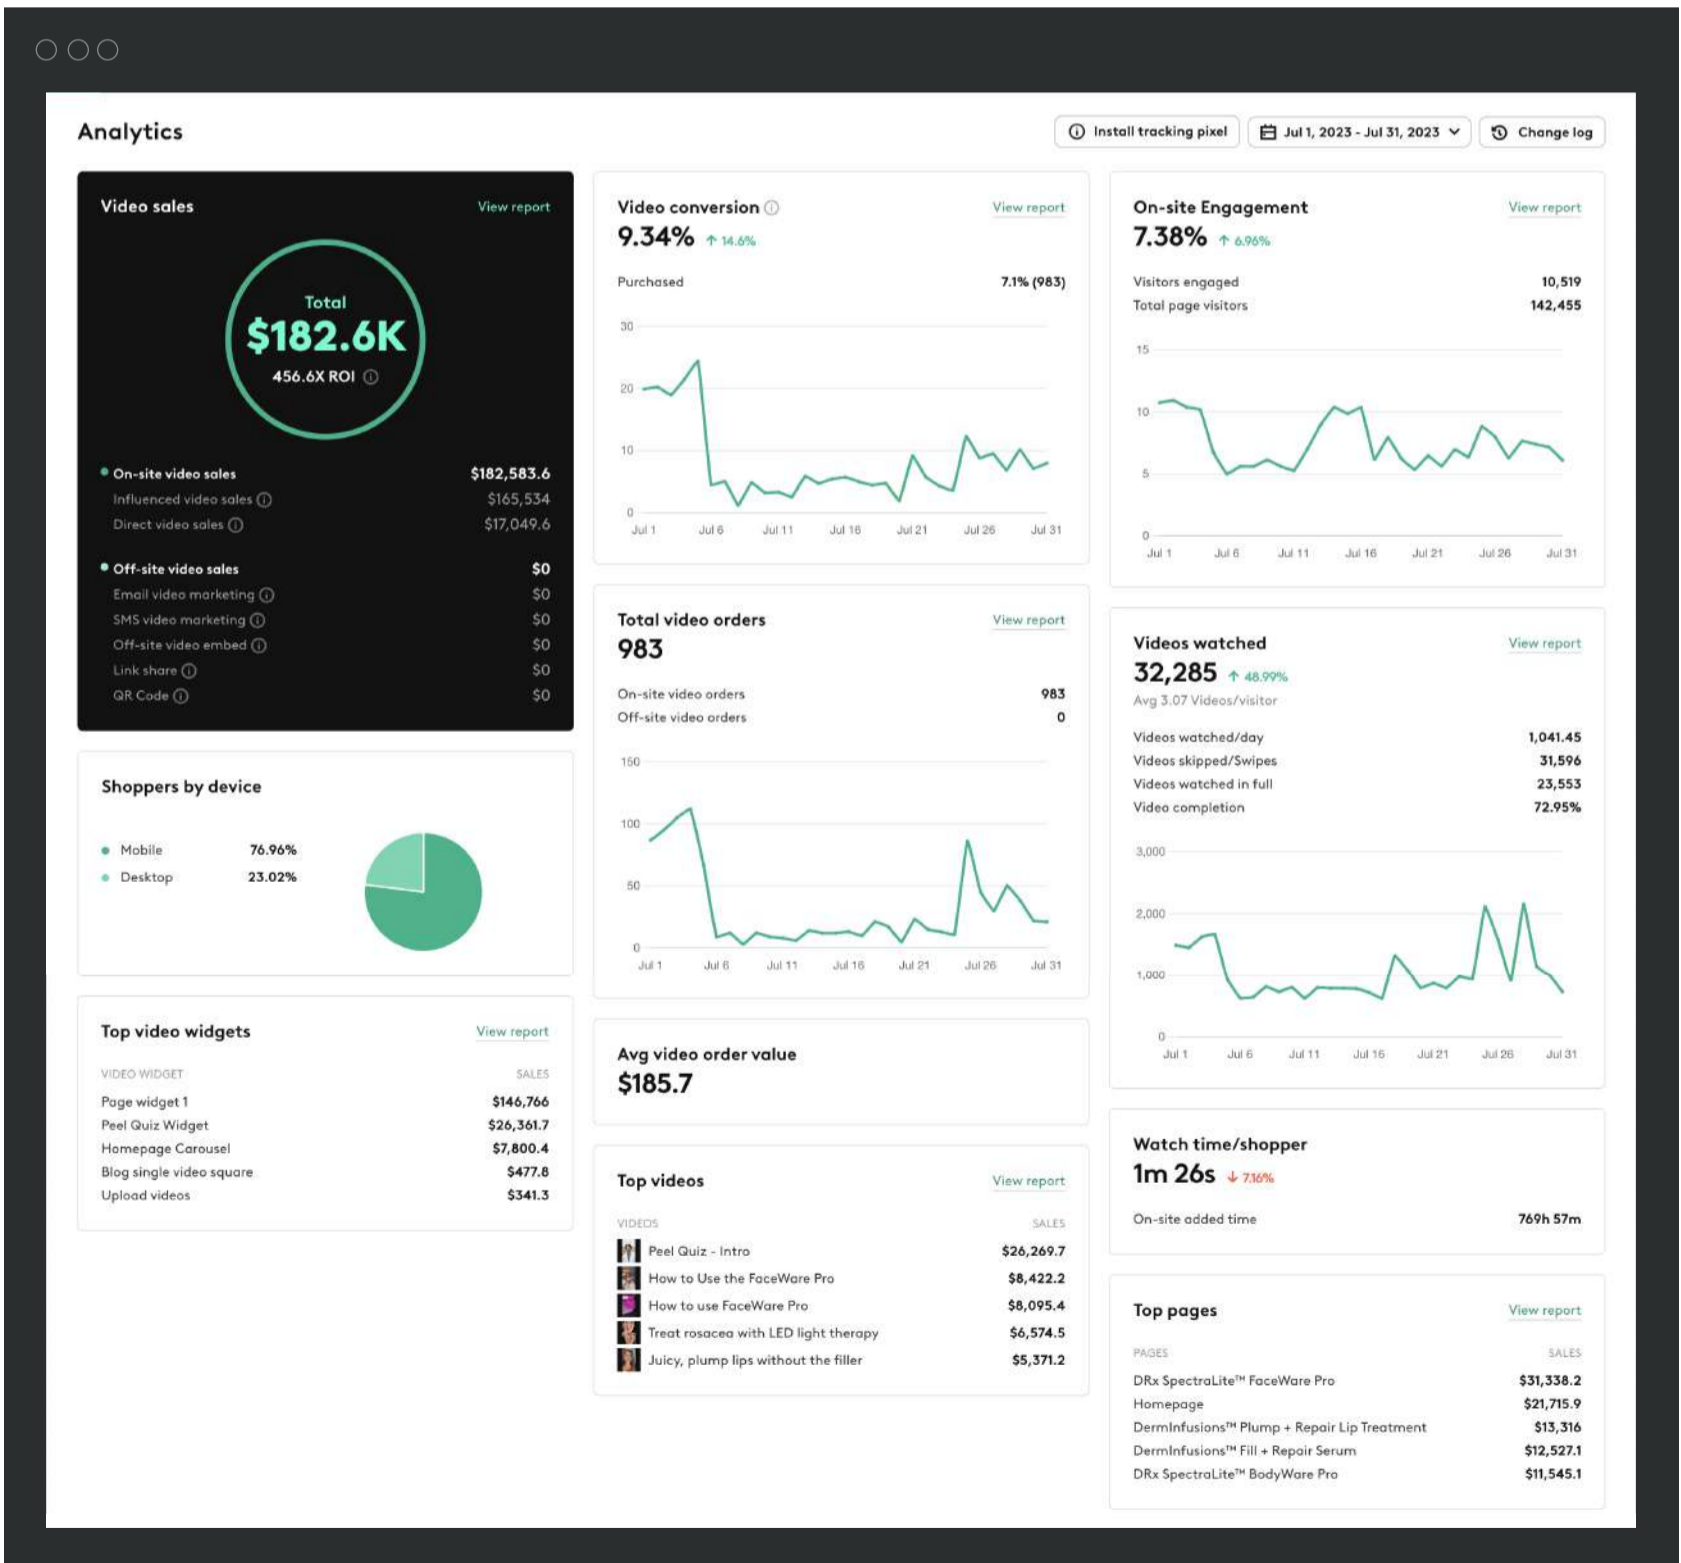 Analytics
Install tracking pixel
Jul 1, 2023 - Jul 31, 2023
Change log
Video sales View report
Total
$182.6K
456.6X ROI
On-site video sales $182,583.6
Influenced video sales $165,534
Direct video sales $17,049.6
Off-site video sales $0
Email video marketing $0
SMS video marketing $0
Off-site video embed $0
Link share $0
QR Code $0
Shoppers by device
Mobile 76.96%
Desktop 23.02%
Top video widgets View report
VIDEO WIDGET SALES
Page widget 1 $146,766
Peel Quiz Widget $26,361.7
Homepage Carousel $7,800.4
Blog single video square $477.8
Upload videos $341.3
Video conversion View report
9.34% ↑ 14.6%
Purchased 7.1% (983)
30
20
10
0
Jul 1 Jul 6 Jul 11 Jul 16 Jul 21 Jul 26 Jul 31
Total video orders View report
983
On-site video orders 983
Off-site video orders 0
150
100
50
0
Jul 1 Jul 6 Jul 11 Jul 16 Jul 21 Jul 26 Jul 31
Avg video order value
$185.7
Top videos View report
VIDEOS SALES
Peel Quiz - Intro $26,269.7
How to Use the FaceWare Pro $8,422.2
How to use FaceWare Pro $8,095.4
Treat rosacea with LED light therapy $6,574.5
Juicy, plump lips without the filler $5,371.2
On-site Engagement View report
7.38% ↑ 6.96%
Visitors engaged 10,519
Total page visitors 142,455
15
10
5
0
Jul 1 Jul 6 Jul 11 Jul 16 Jul 21 Jul 26 Jul 31
Videos watched View report
32,285 ↑ 48.99%
Avg 3.07 Videos/visitor
Videos watched/day 1,041.45
Videos skipped/Swipes 31,596
Videos watched in full 23,553
Video completion 72.95%
3,000
2,000
1,000
0
Jul 1 Jul 6 Jul 11 Jul 16 Jul 21 Jul 26 Jul 31
Watch time/shopper
1m 26s ↓ 7.16%
On-site added time 769h 57m
Top pages View report
PAGES SALES
DRx SpectraLite™ FaceWare Pro $31,338.2
Homepage $21,715.9
DermInfusions™ Plump + Repair Lip Treatment $13,316
DermInfusions™ Fill + Repair Serum $12,527.1
DRx SpectraLite™ BodyWare Pro $11,545.1